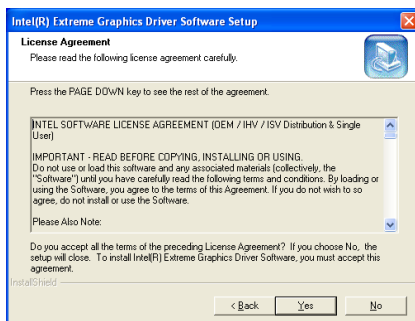 Intel(R) Extreme Graphics Driver Software Setup
License Agreement
Please read the following license agreement carefully.
Press the PAGE DOWN key to see the rest of the agreement.
INTEL SOFTWARE LICENSE AGREEMENT (OEM / IHV / ISV Distribution & Single
User)
IMPORTANT - READ BEFORE COPYING, INSTALLING OR USING.
Do not use or load this software and any associated materials (collectively, the
"Software") until you have carefully read the following terms and conditions. By loading or
using the Software, you agree to the terms of this Agreement. If you do not wish to so
agree, do not install or use the Software.
Please Also Note:
Do you accept all the terms of the preceding License Agreement? If you choose No, the
setup will close. To install Intel(R) Extreme Graphics Driver Software, you must accept this
agreement.
InstallShield
< Back Yes No